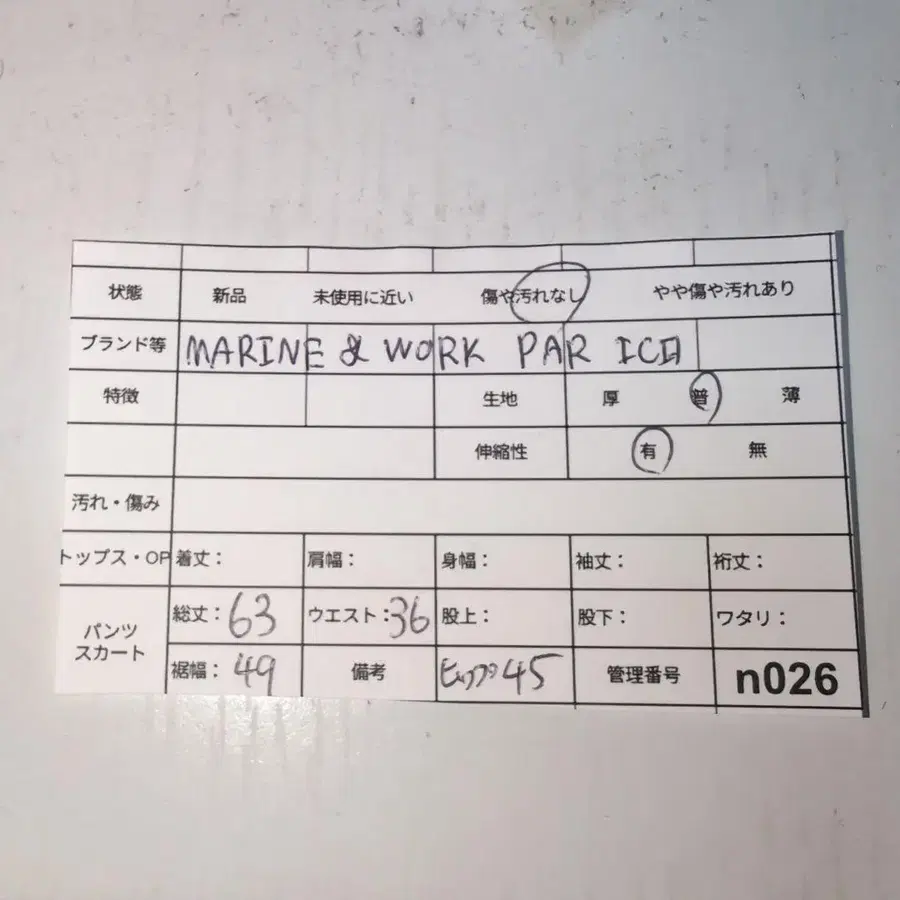 状態 新品 未使用に近い 傷や汚れなし やや傷や汚れあり
ブランド等 MARINE & WORK PAR ICA
特徴 生地 厚 普 薄
伸縮性 有 無
汚れ・傷み
トップス・OP 着丈: 肩幅: 身幅: 袖丈: 裄丈:
パンツ スカート 総丈:63 ウエスト:36 股上: 股下: ワタリ:
裾幅:49 備考 ヒップ45 管理番号 n026